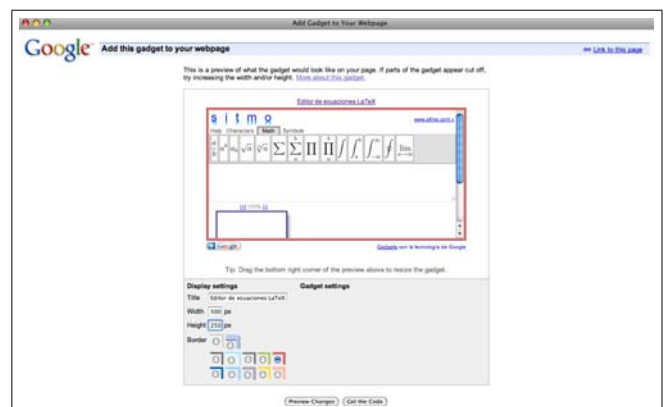 Add Gadget to Your Webpage
Google Add this gadget to your webpage
Link to this page
This is a preview of what the gadget would look like on your page. If parts of the gadget appear cut off,
try increasing the width and/or height. More about this gadget.
Editor de ecuaciones LaTeX
sitmo
Help Characters Math Symbols
100%
Google
Gadgets con la tecnología de Google
Tip: Drag the bottom right corner of the preview above to resize the gadget.
Display settings
Gadget settings
Title Editor de ecuaciones LaTeX
Width 500 px
Height 250 px
Border
Preview Changes Get the Code